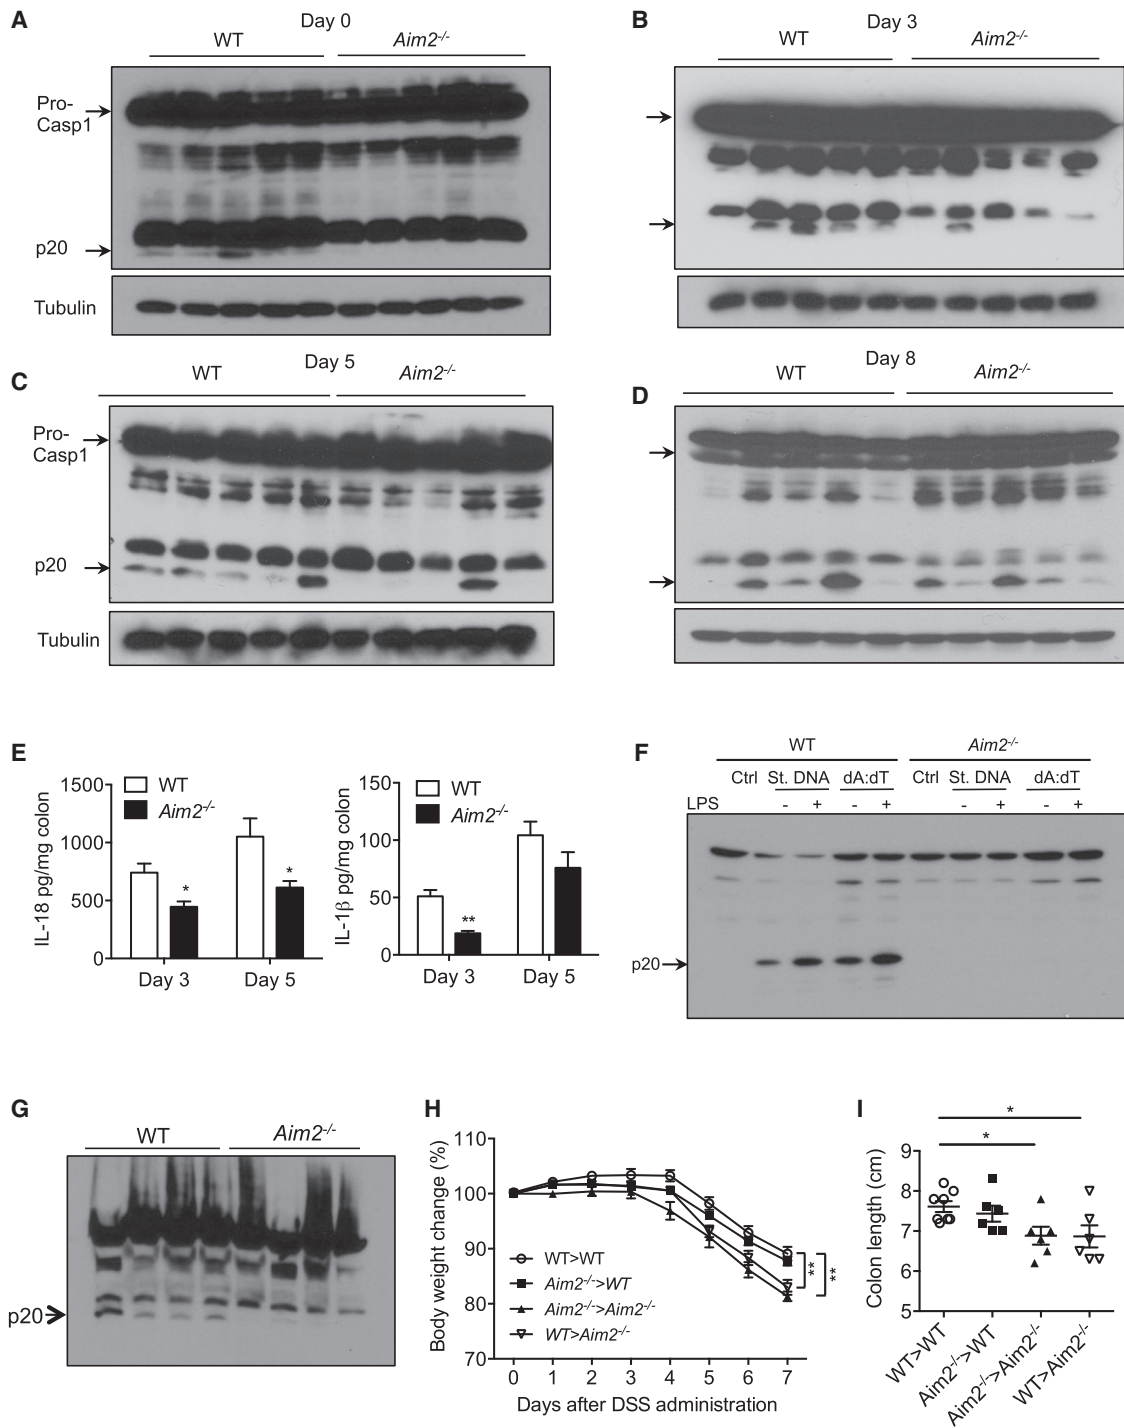 A
Day 0
WT
Aim2-/-
Pro-
Casp1
p20
Tubulin
B
Day 3
WT
Aim2-/-
C
Day 5
WT
Aim2-/-
Pro-
Casp1
p20
Tubulin
D
Day 8
WT
Aim2-/-
E
WT
Aim2-/-
IL-18 pg/mg colon
1500
1000
500
0
*
*
Day 3
Day 5
WT
Aim2-/-
IL-1β pg/mg colon
150
100
50
0
**
Day 3
Day 5
F
WT
Aim2-/-
Ctrl St. DNA dA:dT Ctrl St. DNA dA:dT
LPS - + - + - + - +
p20
G
WT
Aim2-/-
p20
H
Body weight change (%)
110
100
90
80
70
WT>WT
Aim2-/->WT
Aim2-/->Aim2-/-
WT>Aim2-/-
**
**
0 1 2 3 4 5 6 7
Days after DSS administration
I
*
*
Colon length (cm)
9
8
7
6
5
WT>WT
Aim2-/->WT
Aim2-/->Aim2-/-
WT>Aim2-/-